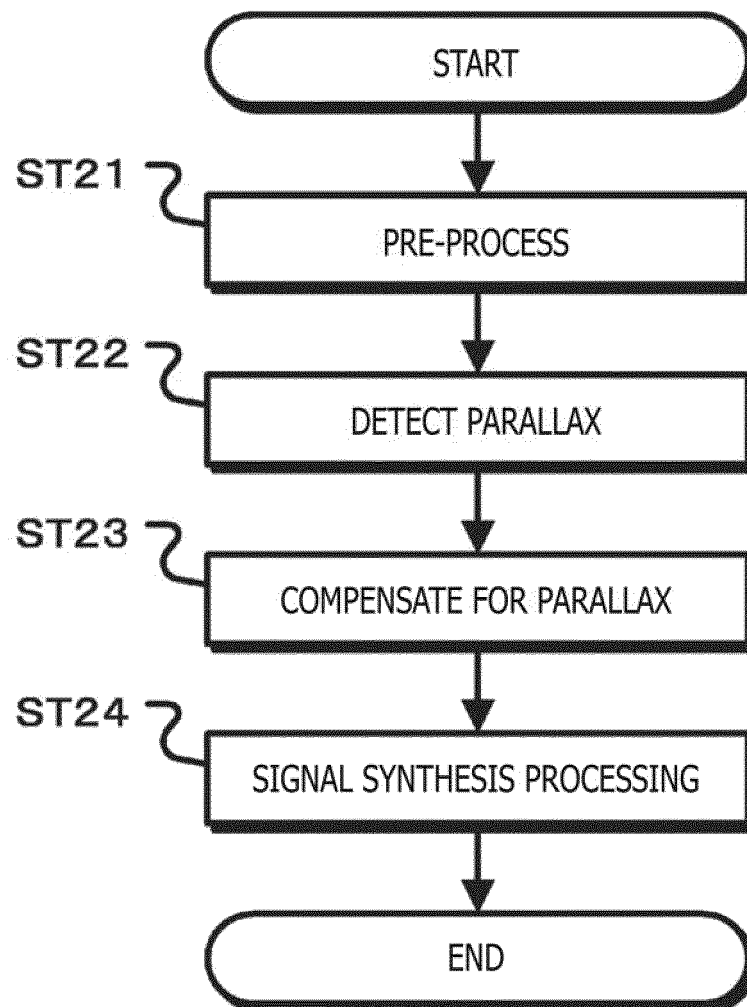 START
ST21
PRE-PROCESS
ST22
DETECT PARALLAX
ST23
COMPENSATE FOR PARALLAX
ST24
SIGNAL SYNTHESIS PROCESSING
END